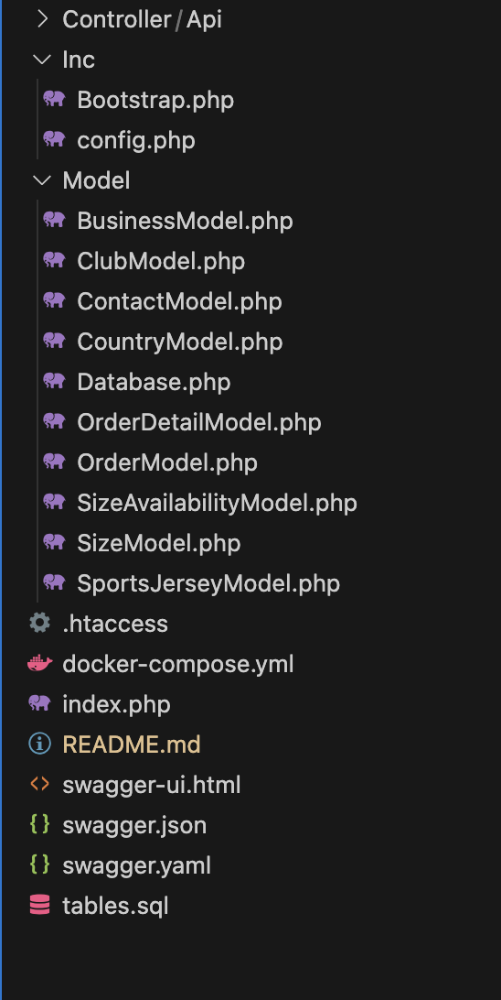 Controller/Api
Inc
Bootstrap.php
config.php
Model
BusinessModel.php
ClubModel.php
ContactModel.php
CountryModel.php
Database.php
OrderDetailModel.php
OrderModel.php
SizeAvailabilityModel.php
SizeModel.php
SportsJerseyModel.php
.htaccess
docker-compose.yml
index.php
README.md
swagger-ui.html
swagger.json
swagger.yaml
tables.sql